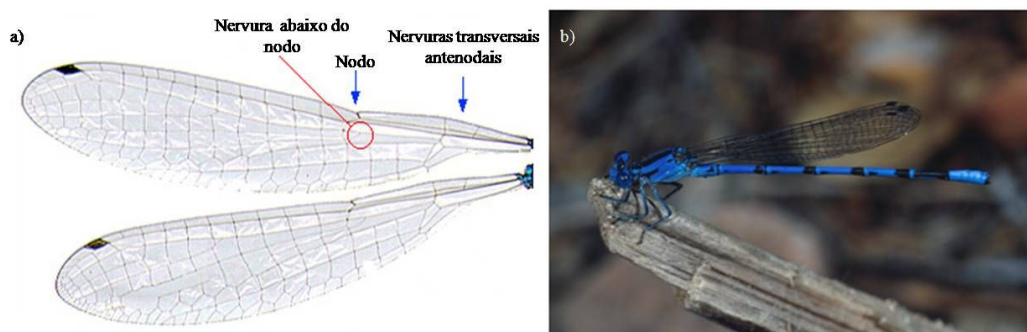 a)
Nervura abaixo do
nodo
Nodo
Nervuras transversais
antenodais
b)